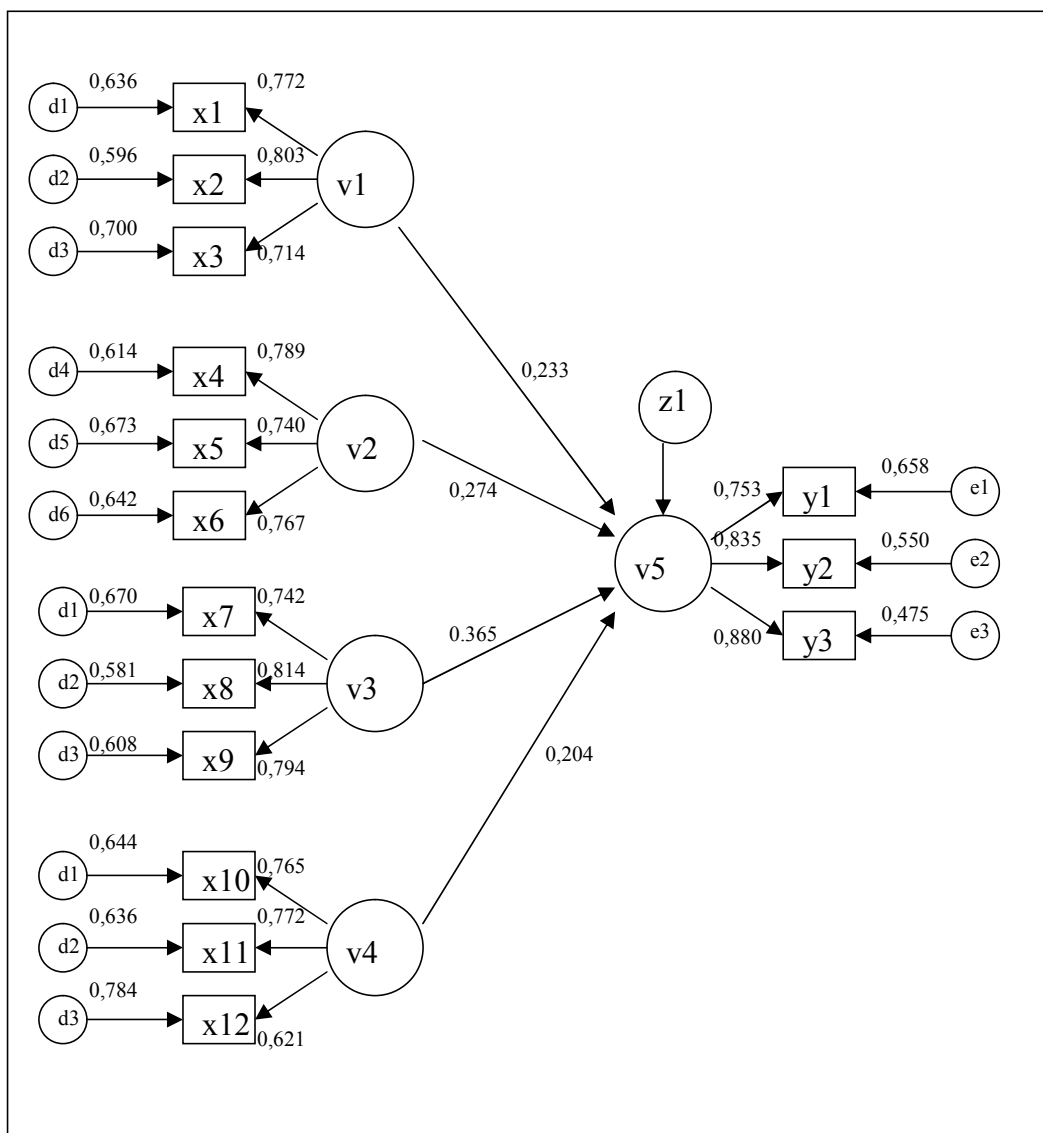 0,636 0,772
d1 x1
0,596 0,803
d2 x2 v1
0,700
d3 x3 0,714
0,614 0,789 0,233
d4 x4 z1
0,673 0,740
d5 x5 v2
0,642 0,274 0,753 0,658
d6 x6 0,767 y1 e1
0,835 0,550
v5 y2 e2
0,670 0,742 0.365 0,475
d1 x7 0,880 y3 e3
0,581 0,814
d2 x8 v3
0,608 0,204
d3 x9 0,794
0,644 0,765
d1 x10
0,636 0,772
d2 x11 v4
0,784
d3 x12 0,621